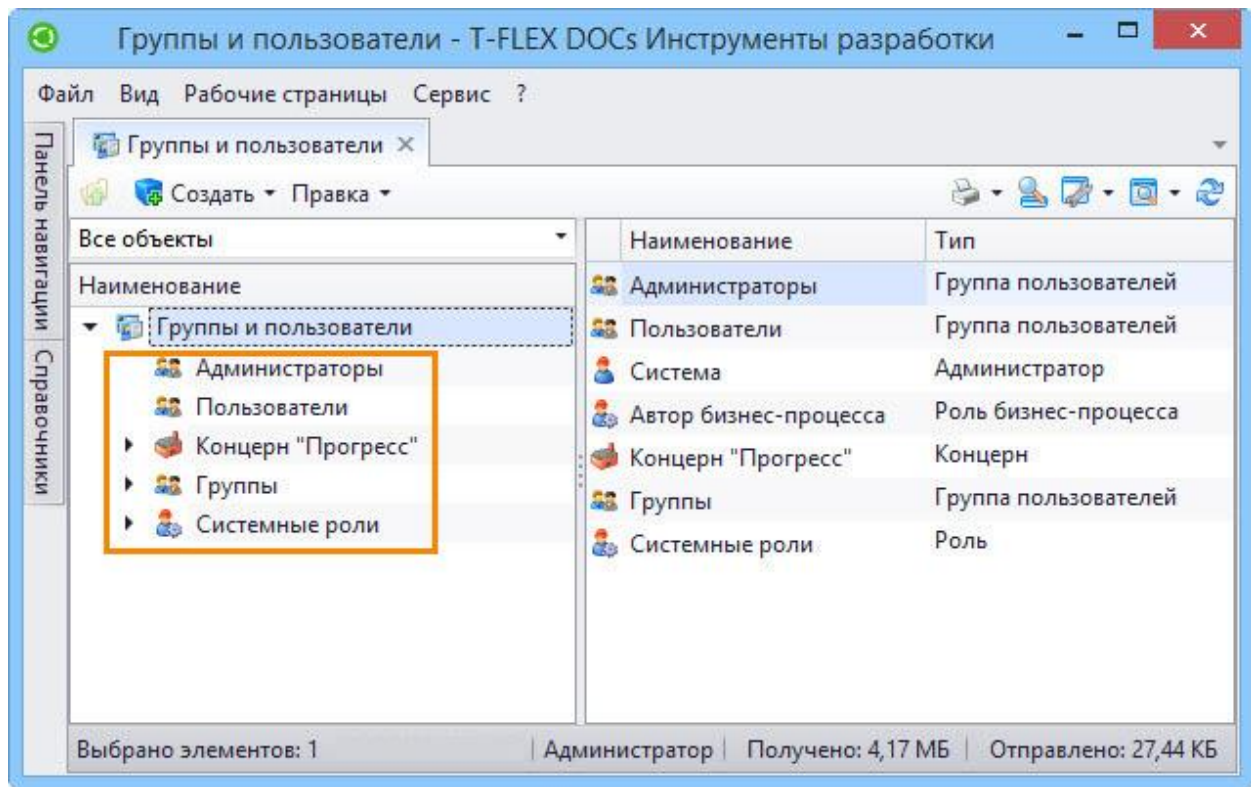 Группы и пользователи - T-FLEX DOCs Инструменты разработки
Файл Вид Рабочие страницы Сервис ?
Панель навигации
Справочники
Группы и пользователи
Создать Правка
Все объекты
Наименование
Группы и пользователи
Администраторы
Пользователи
Концерн "Прогресс"
Группы
Системные роли
Наименование Тип
Администраторы Группа пользователей
Пользователи Группа пользователей
Система Администратор
Автор бизнес-процесса Роль бизнес-процесса
Концерн "Прогресс" Концерн
Группы Группа пользователей
Системные роли Роль
Выбрано элементов: 1 Администратор Получено: 4,17 МБ Отправлено: 27,44 КБ